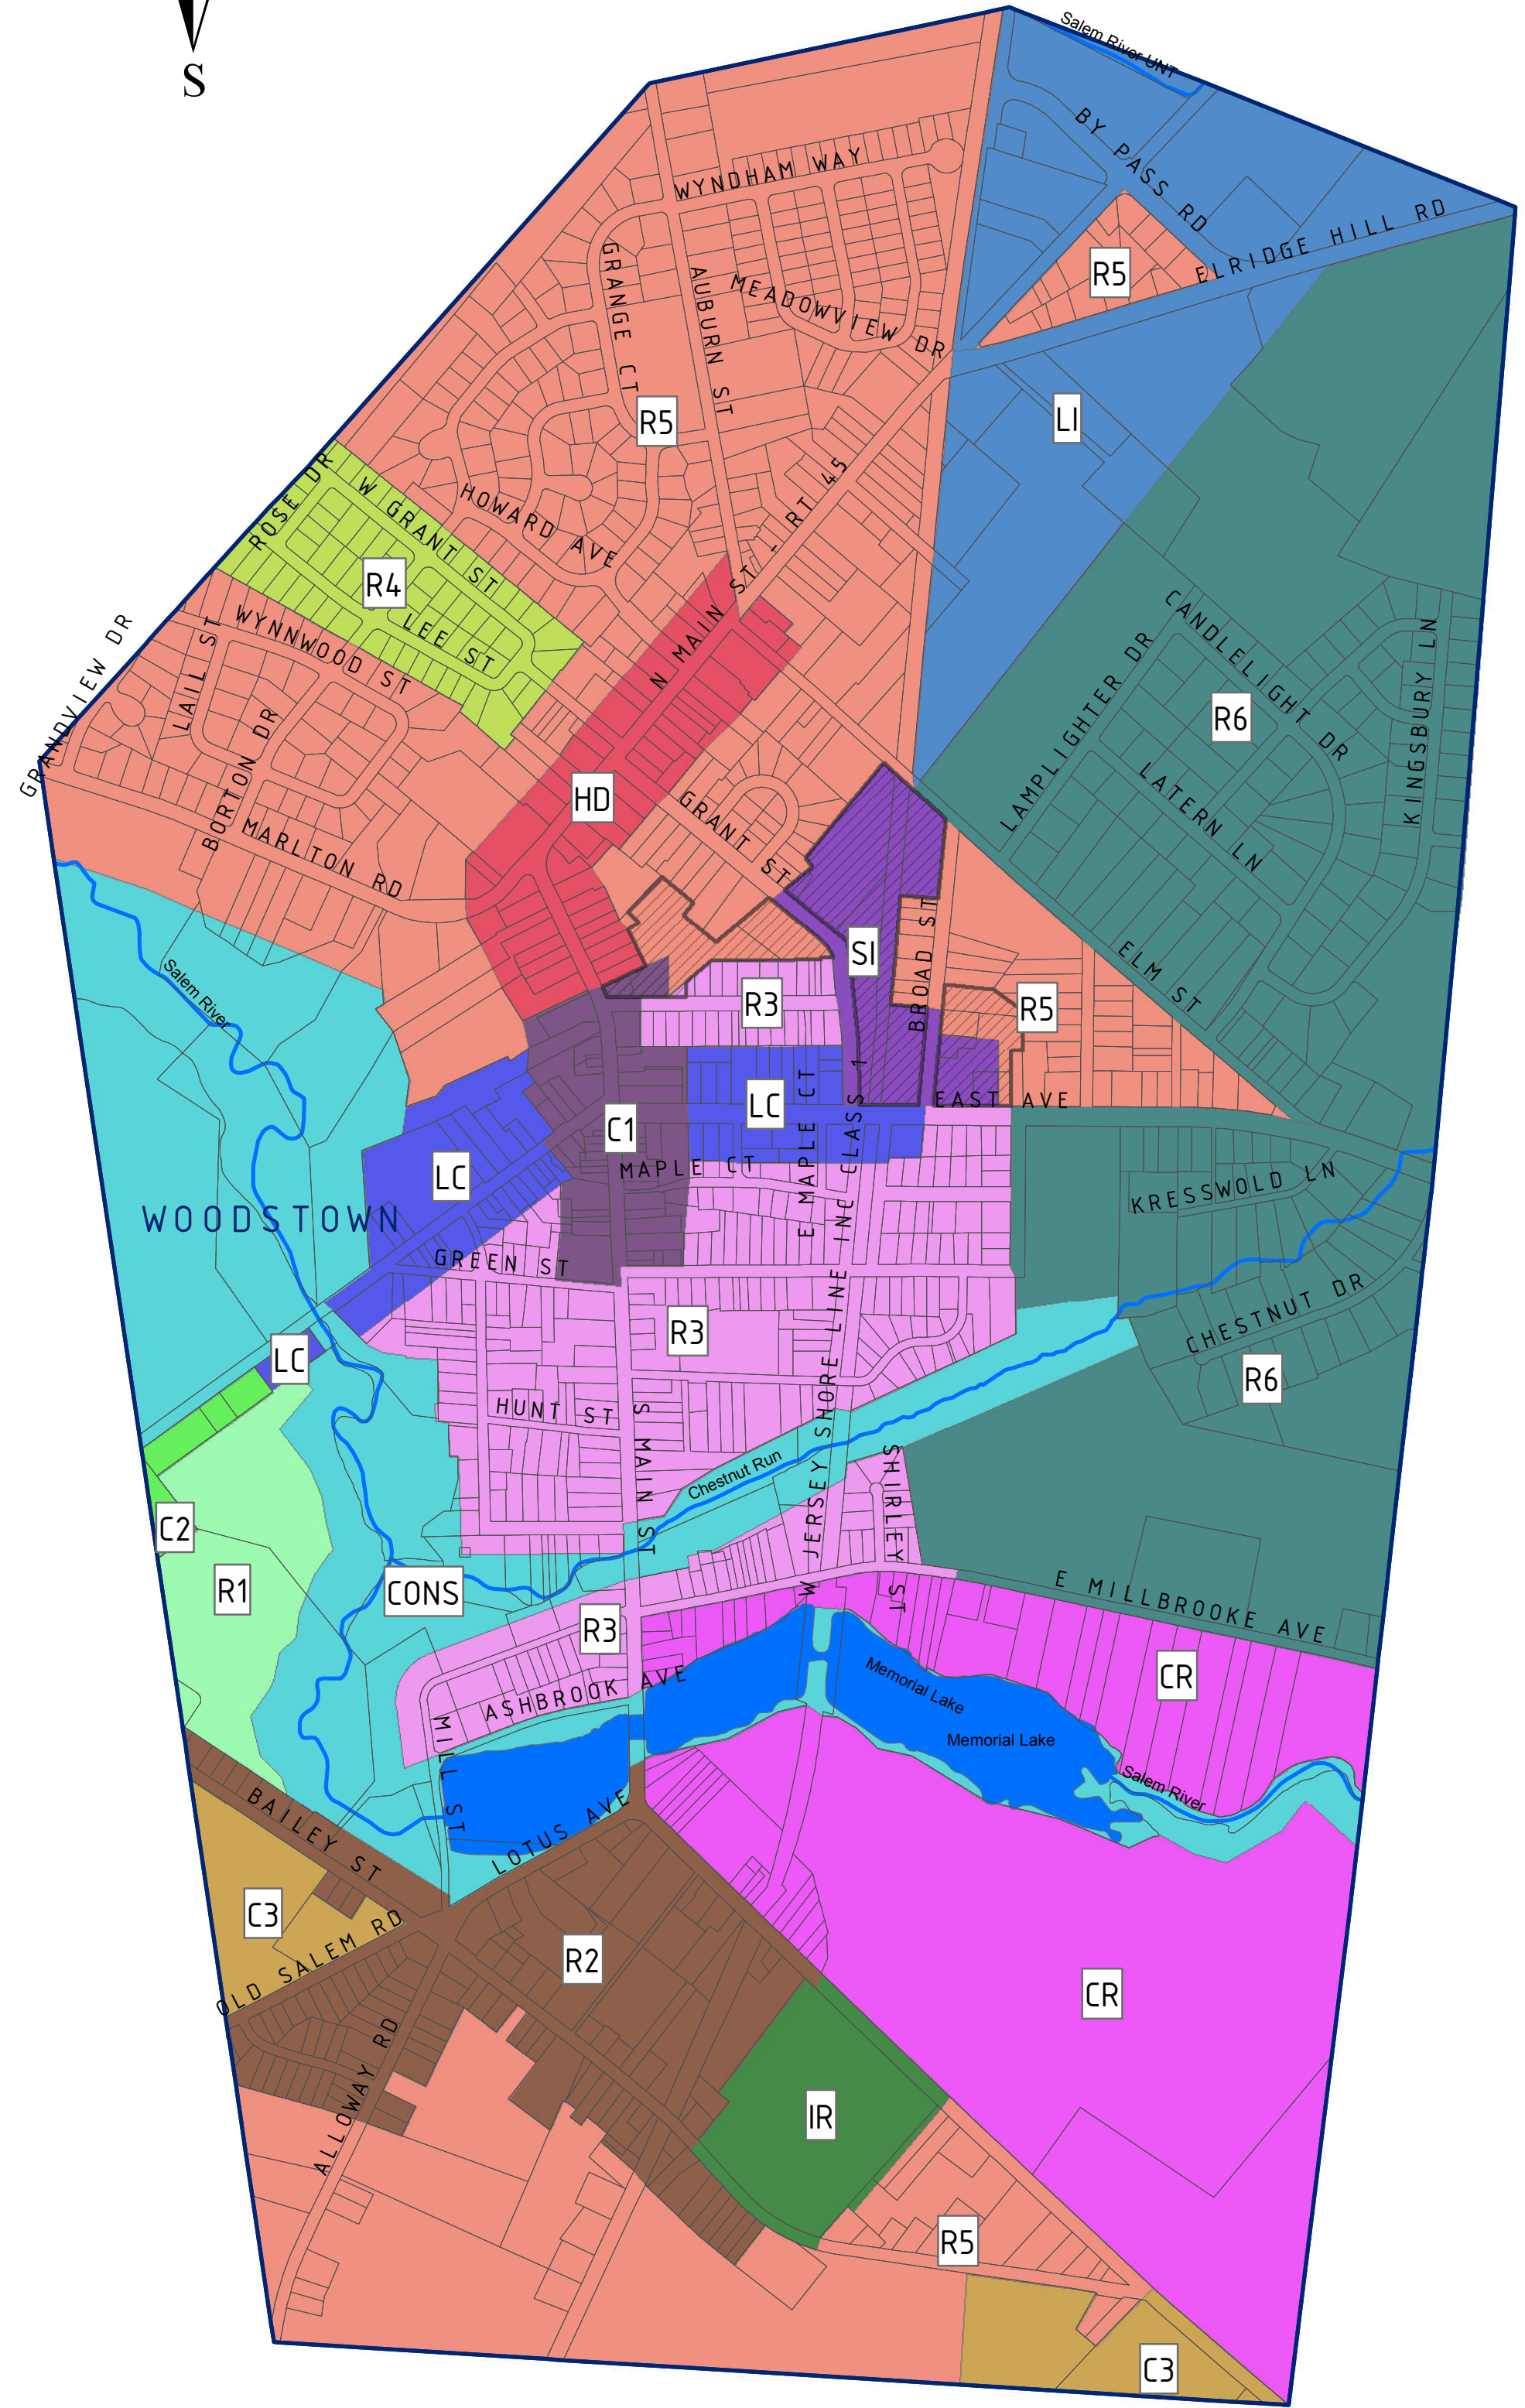 S
Salem River UNT
BY PASS RD
WYNDHAM WAY
ELRIDGE HILL RD
R5
GRANGE CT
AUBURN ST
MEADOWVIEW DR
R5
LI
ROSE DR
W GRANT ST
HOWARD AVE
N MAIN ST - RT 45
R4
LEE ST
WYNNWOOD ST
GRANDVIEW DR
LAIL ST
BORTON DR
CANDLELIGHT DR
LAMPLIGHTER DR
R6
KINGSBURY LN
LATERN LN
HD
GRANT ST
MARLTON RD
SI
BROAD ST
ELM ST
Salem River
R3
R5
LC
EAST AVE
C1
LC
MAPLE CT
E MAPLE CT
KRESSWOLD LN
WOODSTOWN
GREEN ST
W JERSEY SHORE LINE INC CLASS 1
CHESTNUT DR
R3
LC
R6
HUNT ST
S MAIN ST
Chestnut Run
SHIRLEY ST
C2
R1
CONS
E MILLBROOKE AVE
R3
CR
ASHBROOK AVE
Memorial Lake
Memorial Lake
MILL ST
Salem River
BAILEY ST
LOTUS AVE
C3
OLD SALEM RD
R2
CR
ALLOWAY RD
IR
R5
C3